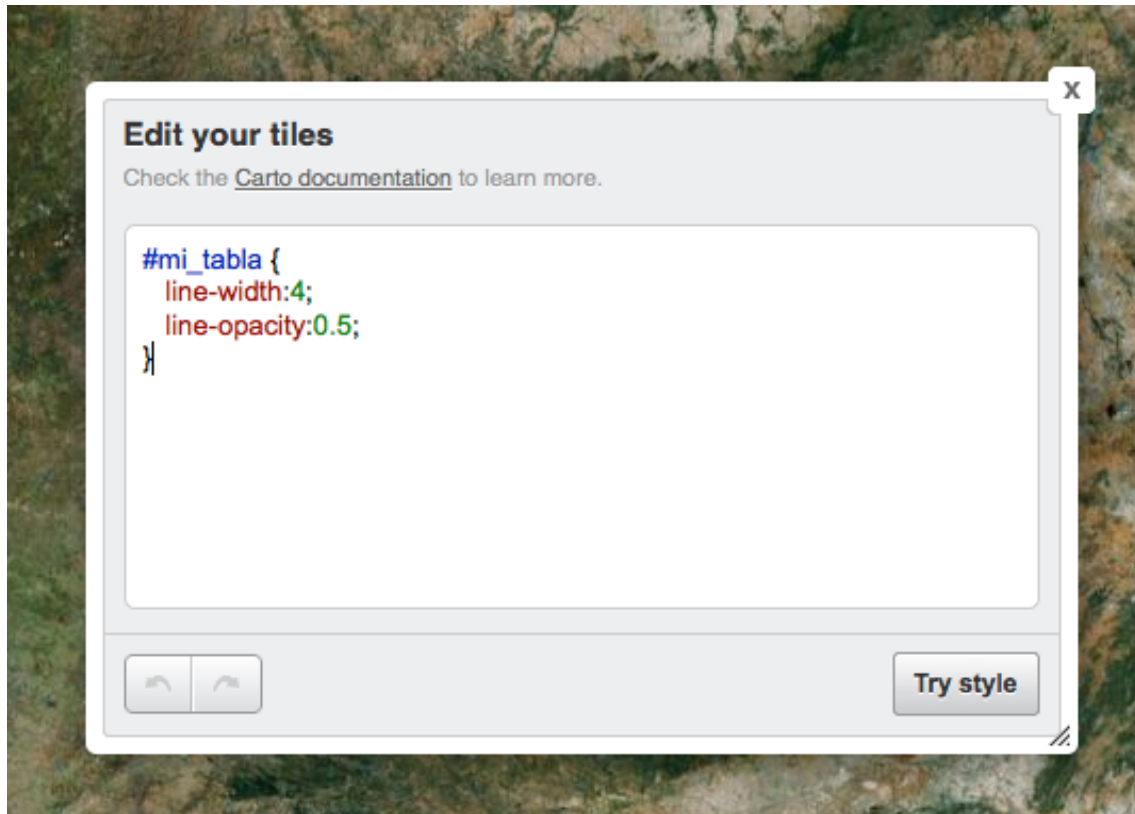 x
Edit your tiles
Check the Carto documentation to learn more.
#mi_tabla {
line-width:4;
line-opacity:0.5;
}
Try style